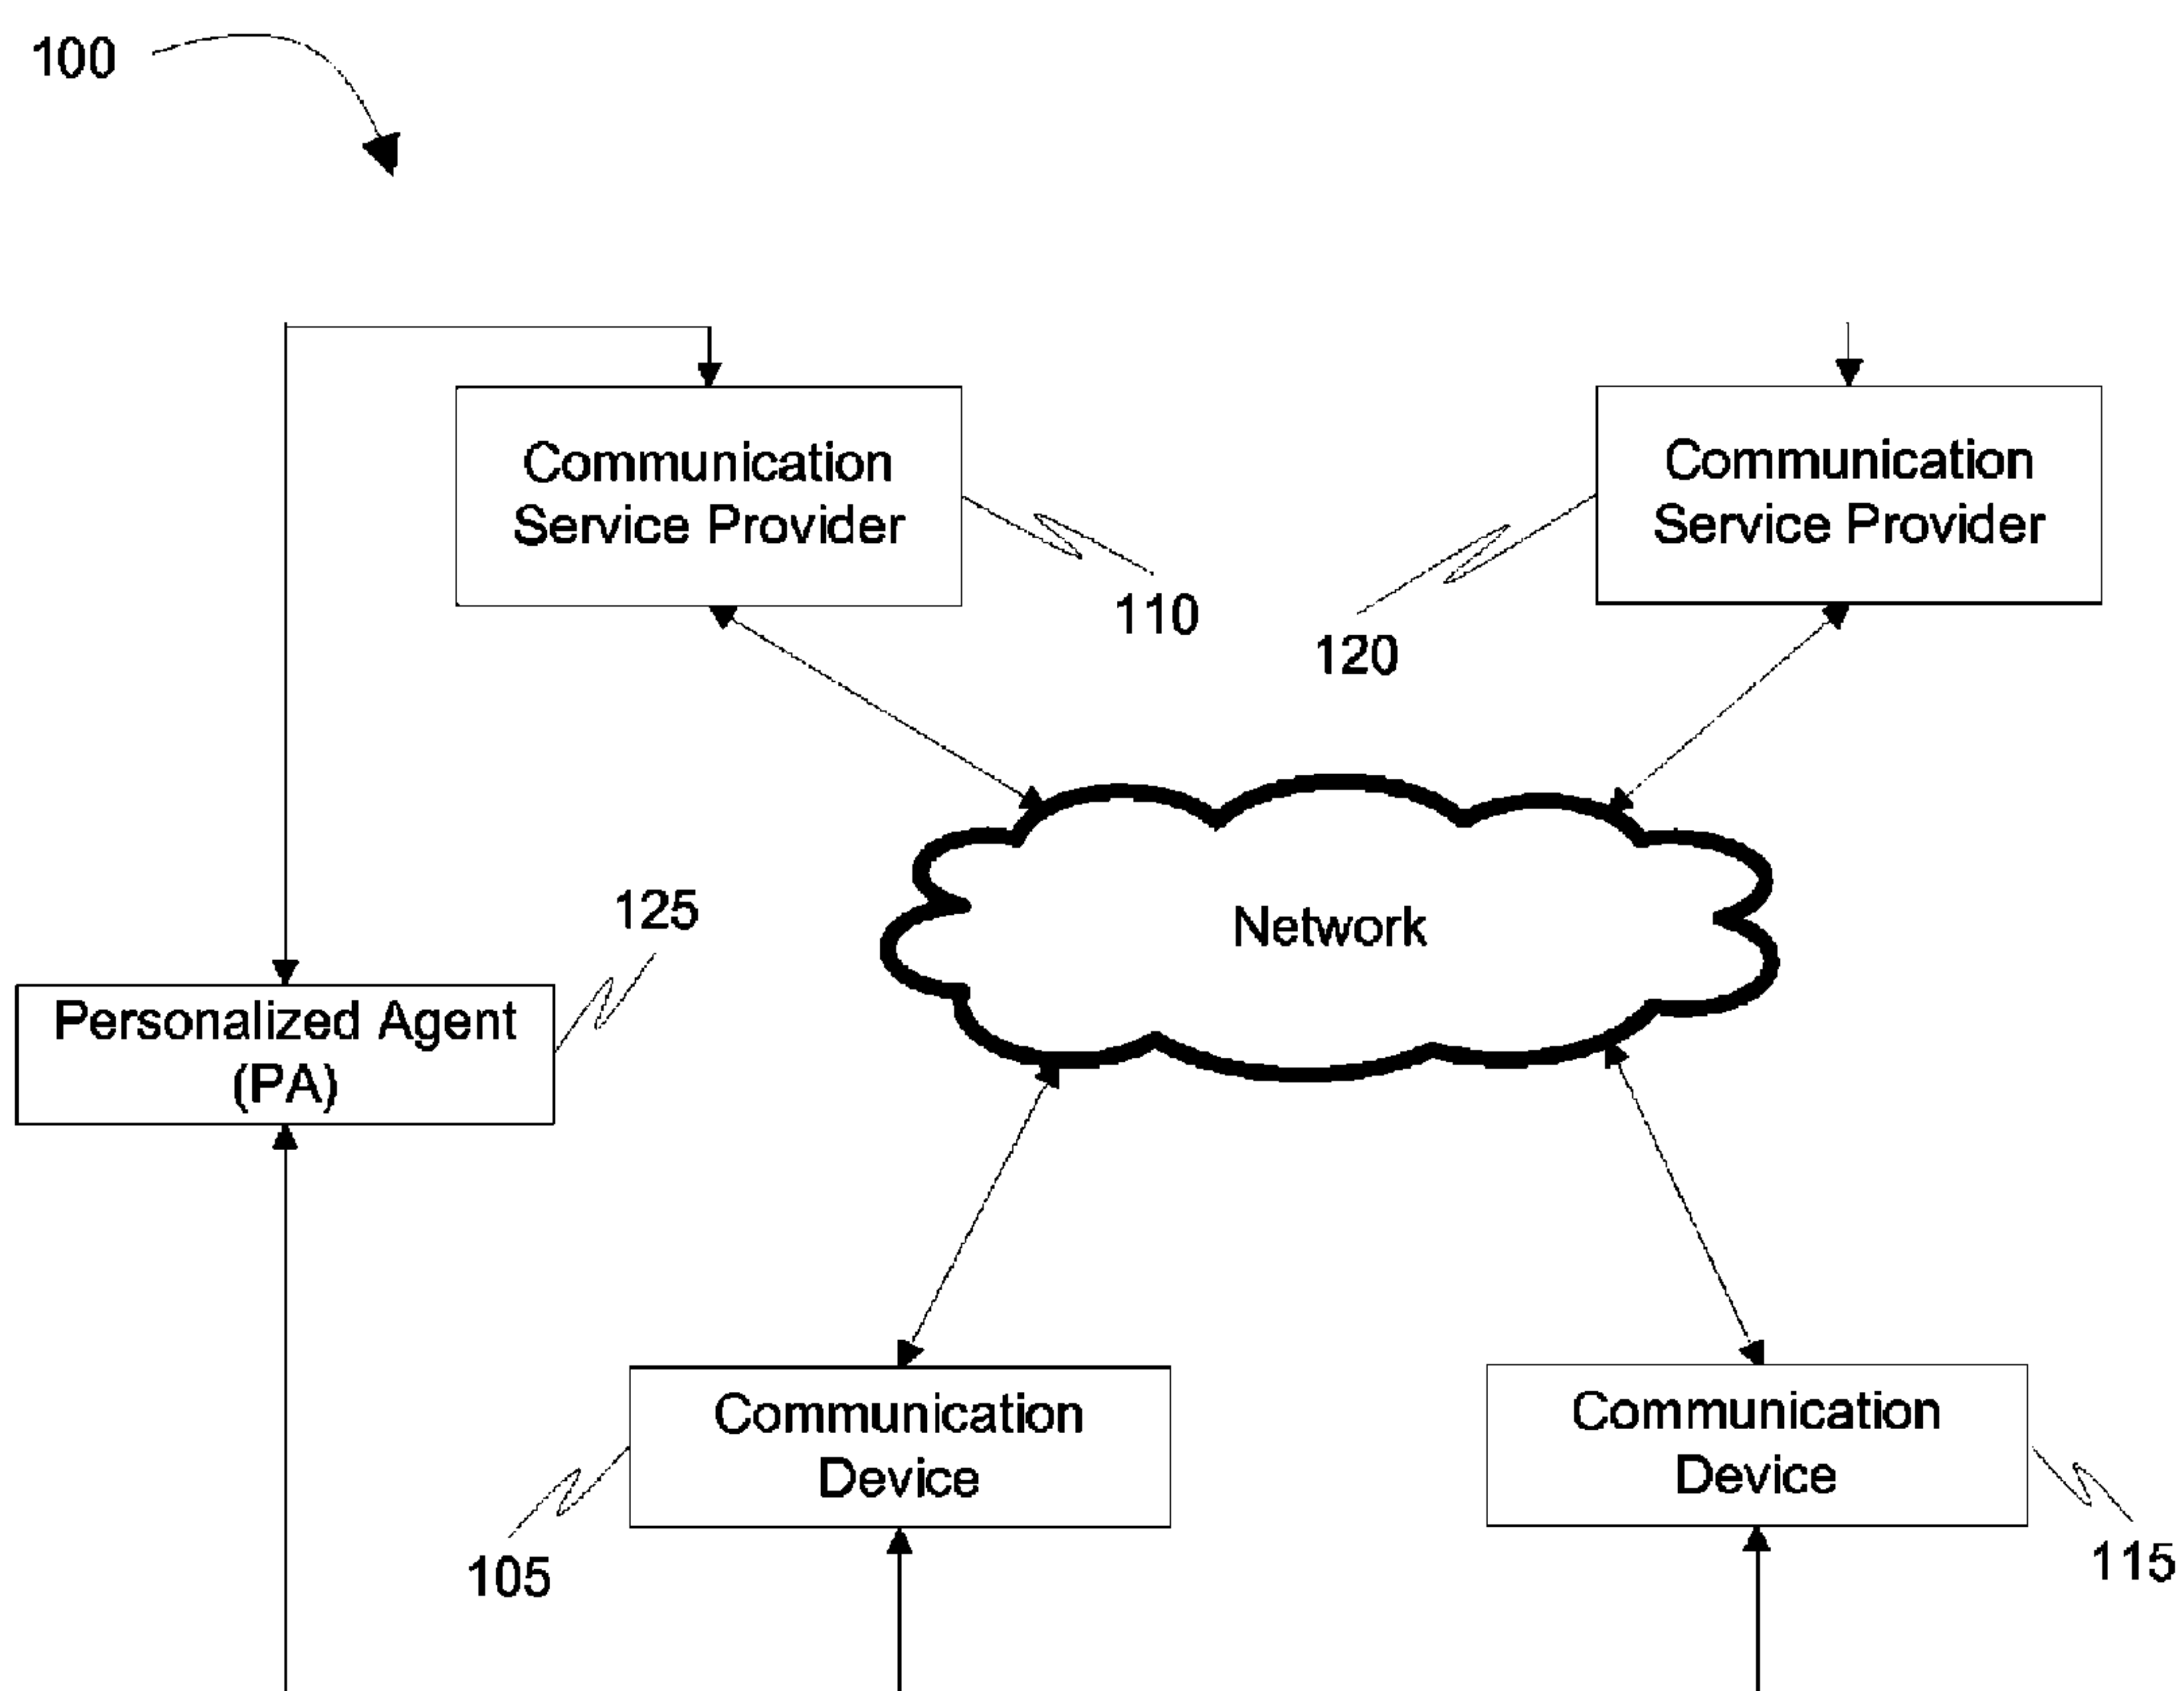 100
Communication
Service Provider
110
Communication
Service Provider
120
125
Personalized Agent
(PA)
Network
Communication
Device
105
Communication
Device
115